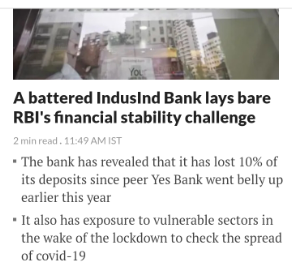 A battered IndusInd Bank lays bare
RBI's financial stability challenge
2 min read . 11:49 AM IST
▪ The bank has revealed that it has lost 10% of
its deposits since peer Yes Bank went belly up
earlier this year
▪ It also has exposure to vulnerable sectors in
the wake of the lockdown to check the spread
of covid-19